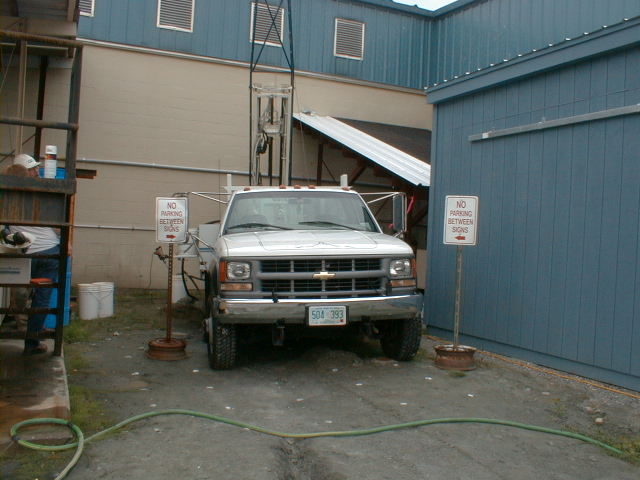 NO
PARKING
BETWEEN
SIGNS
NO
PARKING
BETWEEN
SIGNS
504 393